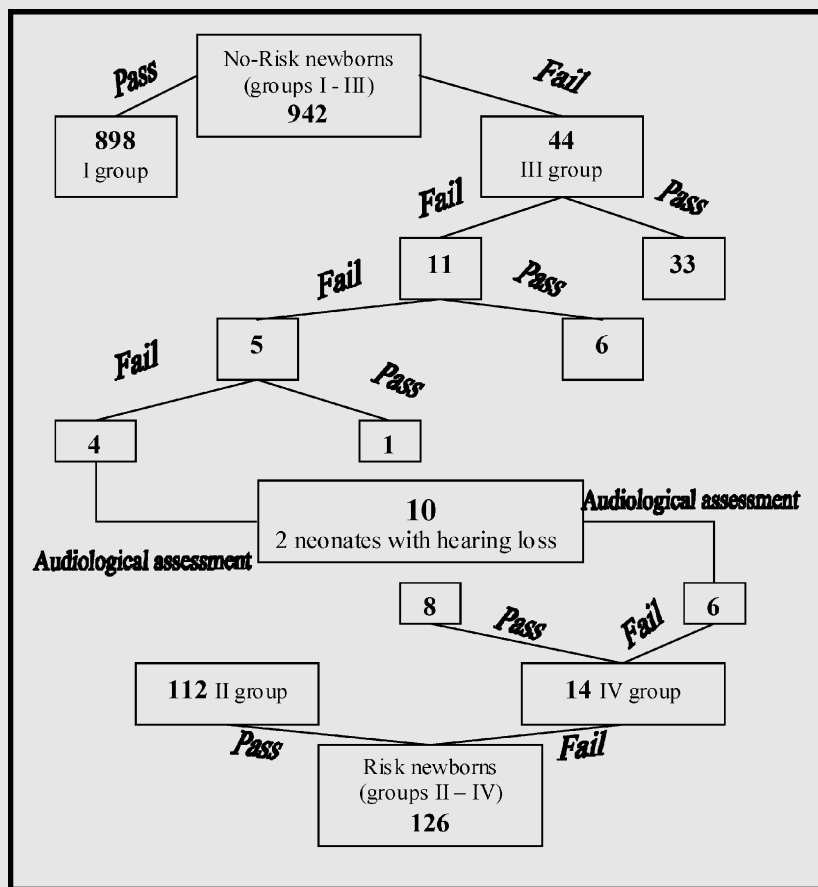 No-Risk newborns
(groups I - III)
942
Pass
Fail
898
I group
44
III group
Fail
Pass
11
33
Fail
Pass
5
6
Fail
Pass
4
1
10
2 neonates with hearing loss
Audiological assessment
Audiological assessment
8
6
Pass
Fail
112 II group
14 IV group
Pass
Fail
Risk newborns
(groups II – IV)
126